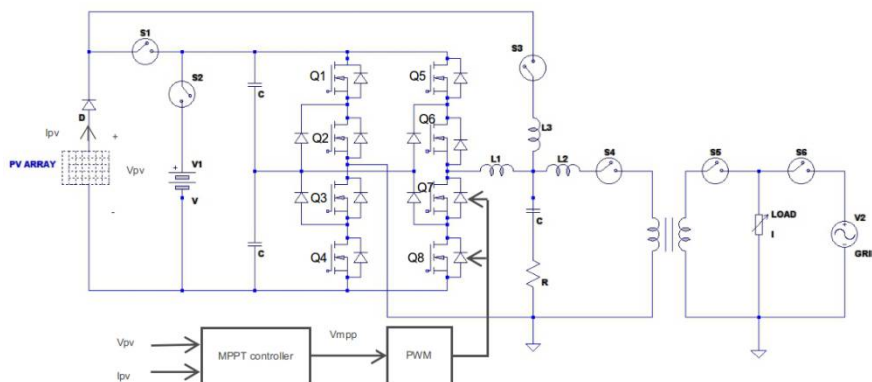 S1
S3
S2
Q1
Q5
C
D
Ipv
+
Q2
Q6
L3
PV ARRAY
Vpv
+
V1
V
L1
L2
S4
S5
S6
Q3
Q7
C
LOAD
I
V2
GRI
-
C
Q4
Q8
R
Vpv
Ipv
MPPT controller
Vmpp
PWM